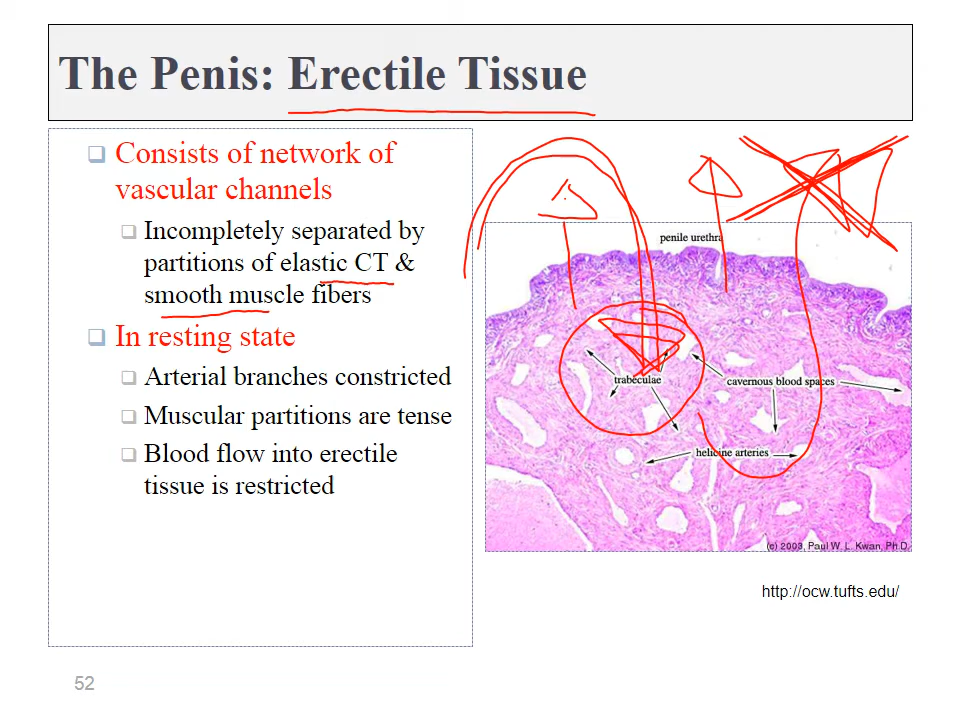 The Penis: Erectile Tissue
Consists of network of
vascular channels
Incompletely separated by
partitions of elastic CT &
smooth muscle fibers
In resting state
Arterial branches constricted
Muscular partitions are tense
Blood flow into erectile
tissue is restricted
penile urethra
trabeculae
cavernous blood spaces
helicine arteries
(c) 2003, Paul W. L. Kwan, Ph.D.
http://ocw.tufts.edu/
52